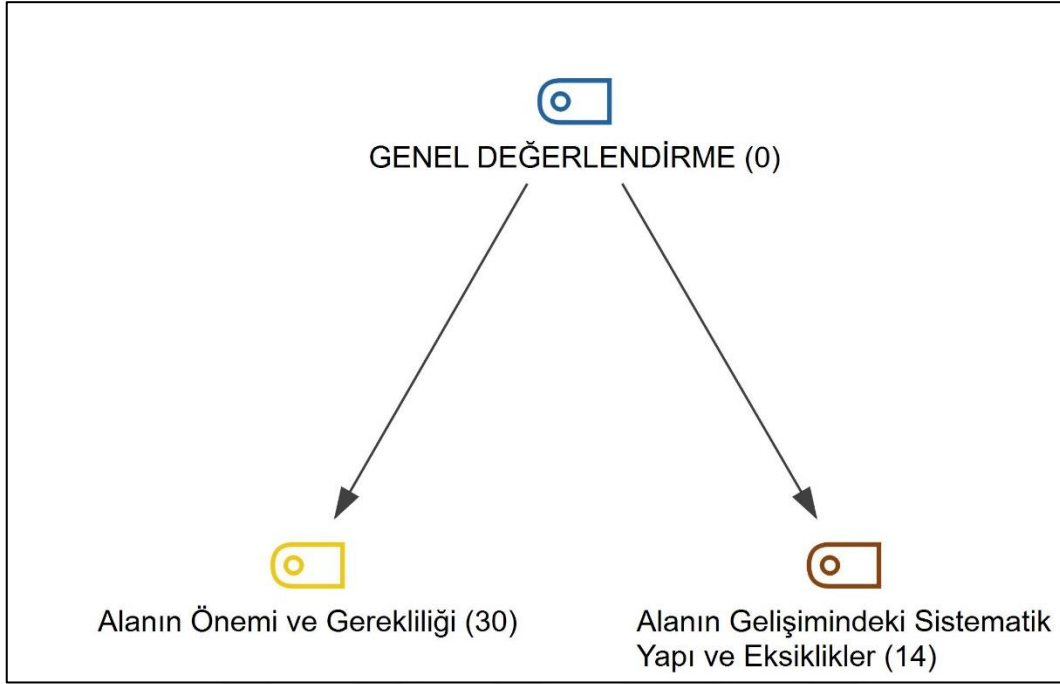 GENEL DEĞERLENDİRME (0)
Alanın Önemi ve Gerekliliği (30)
Alanın Gelişimindeki Sistematik
Yapı ve Eksiklikler (14)